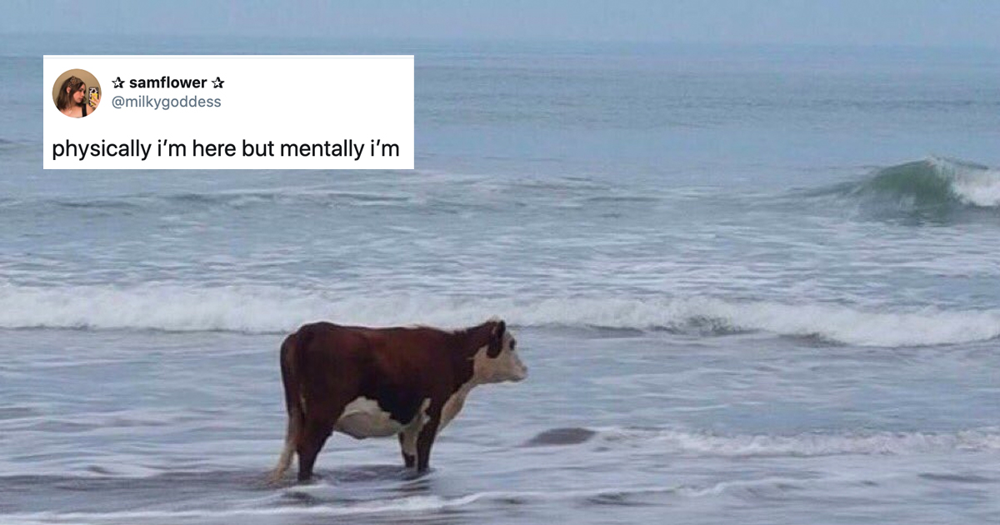 ✰ samflower ✰
@milkygoddess
physically i’m here but mentally i’m